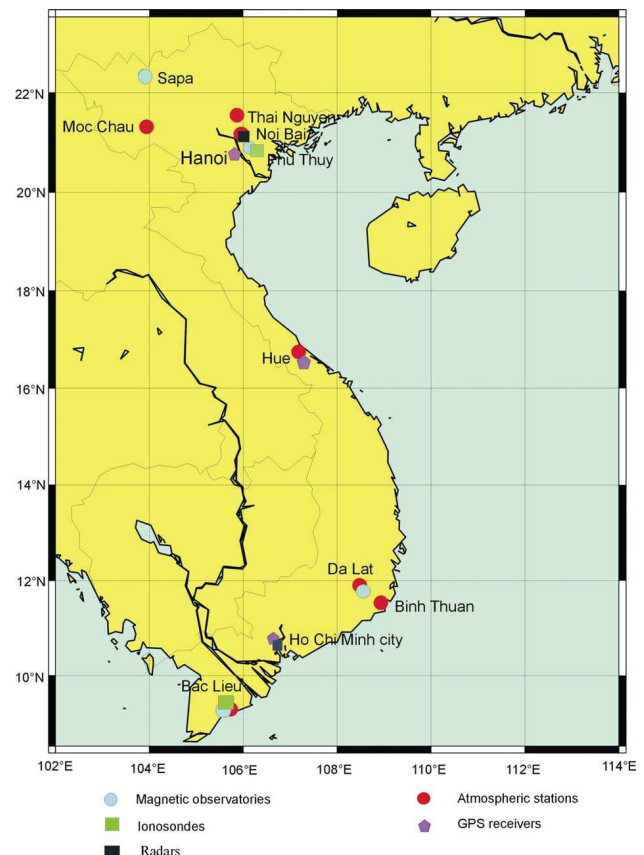 Sapa
22°N
Thai Nguyen
Moc Chau
Noi Bai
Hanoi
Phu Thuy
20°N
18°N
Hue
16°N
14°N
Da Lat
12°N
Binh Thuan
Ho Chi Minh city
10°N
Bac Lieu
102°E 104°E 106°E 108°E 110°E 112°E 114°E
Magnetic observatories
Atmospheric stations
Ionosondes
GPS receivers
Radars